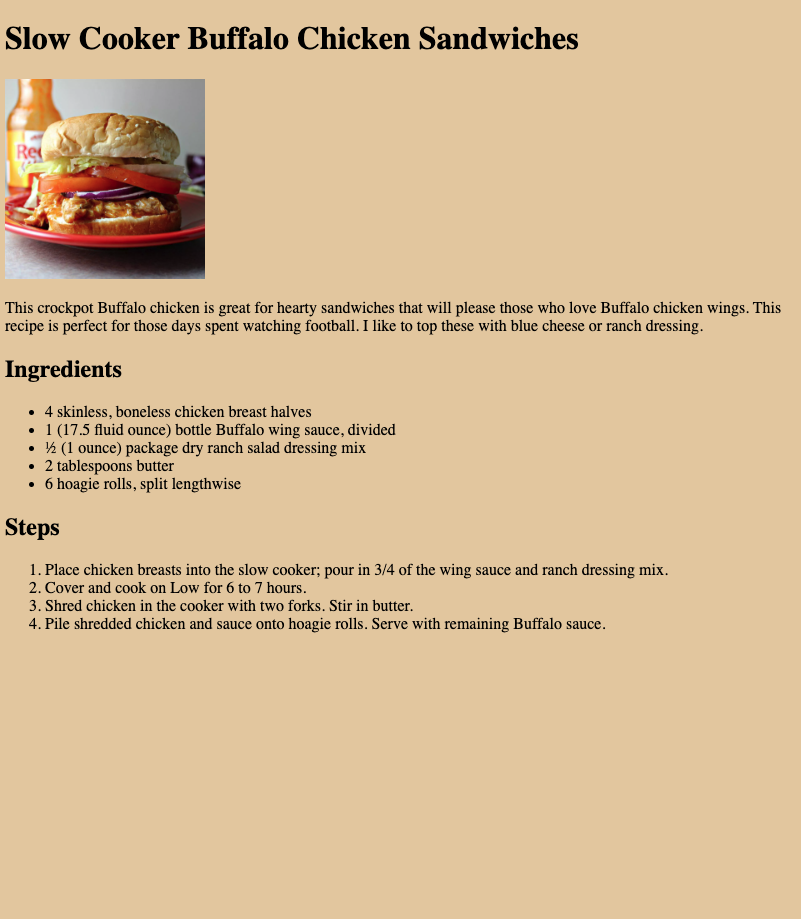 Slow Cooker Buffalo Chicken Sandwiches
Red
This crockpot Buffalo chicken is great for hearty sandwiches that will please those who love Buffalo chicken wings. This
recipe is perfect for those days spent watching football. I like to top these with blue cheese or ranch dressing.
Ingredients
• 4 skinless, boneless chicken breast halves
• 1 (17.5 fluid ounce) bottle Buffalo wing sauce, divided
• ½ (1 ounce) package dry ranch salad dressing mix
• 2 tablespoons butter
• 6 hoagie rolls, split lengthwise
Steps
1. Place chicken breasts into the slow cooker; pour in 3/4 of the wing sauce and ranch dressing mix.
2. Cover and cook on Low for 6 to 7 hours.
3. Shred chicken in the cooker with two forks. Stir in butter.
4. Pile shredded chicken and sauce onto hoagie rolls. Serve with remaining Buffalo sauce.